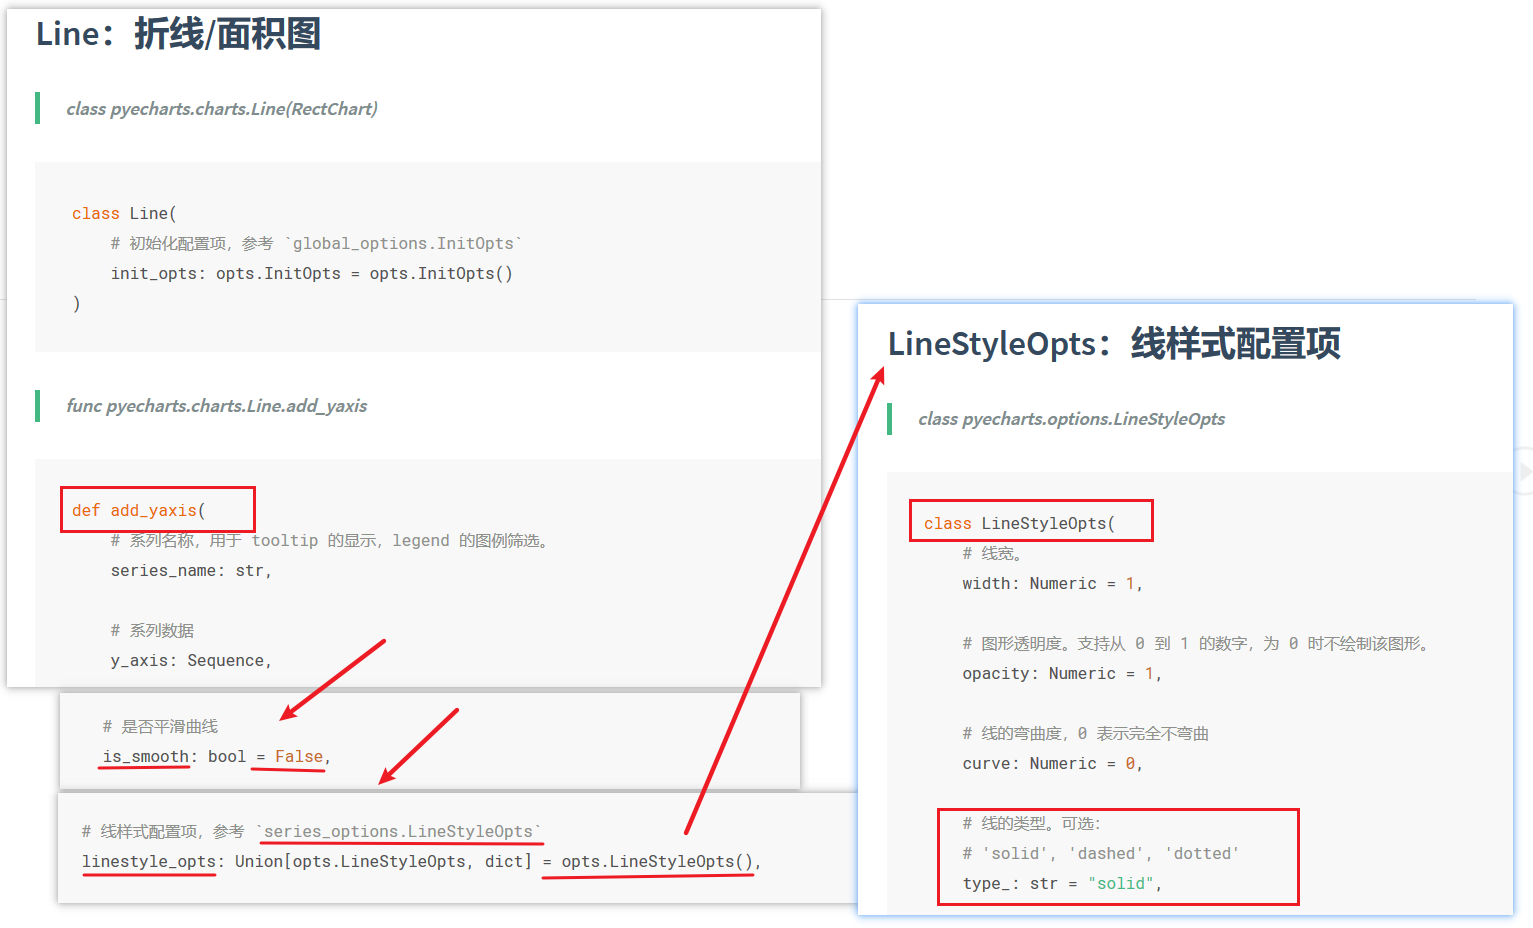 Line：折线/面积图
class pyecharts.charts.Line(RectChart)
class Line(
# 初始化配置项，参考 `global_options.InitOpts`
init_opts: opts.InitOpts = opts.InitOpts()
)
func pyecharts.charts.Line.add_yaxis
def add_yaxis(
# 系列名称，用于 tooltip 的显示，legend 的图例筛选。
series_name: str,
# 系列数据
y_axis: Sequence,
# 是否平滑曲线
is_smooth: bool = False,
# 线样式配置项，参考 `series_options.LineStyleOpts`
linestyle_opts: Union[opts.LineStyleOpts, dict] = opts.LineStyleOpts(),
LineStyleOpts：线样式配置项
class pyecharts.options.LineStyleOpts
class LineStyleOpts(
# 线宽。
width: Numeric = 1,
# 图形透明度。支持从 0 到 1 的数字，为 0 时不绘制该图形。
opacity: Numeric = 1,
# 线的弯曲度，0 表示完全不弯曲
curve: Numeric = 0,
# 线的类型。可选：
# 'solid', 'dashed', 'dotted'
type_: str = "solid",